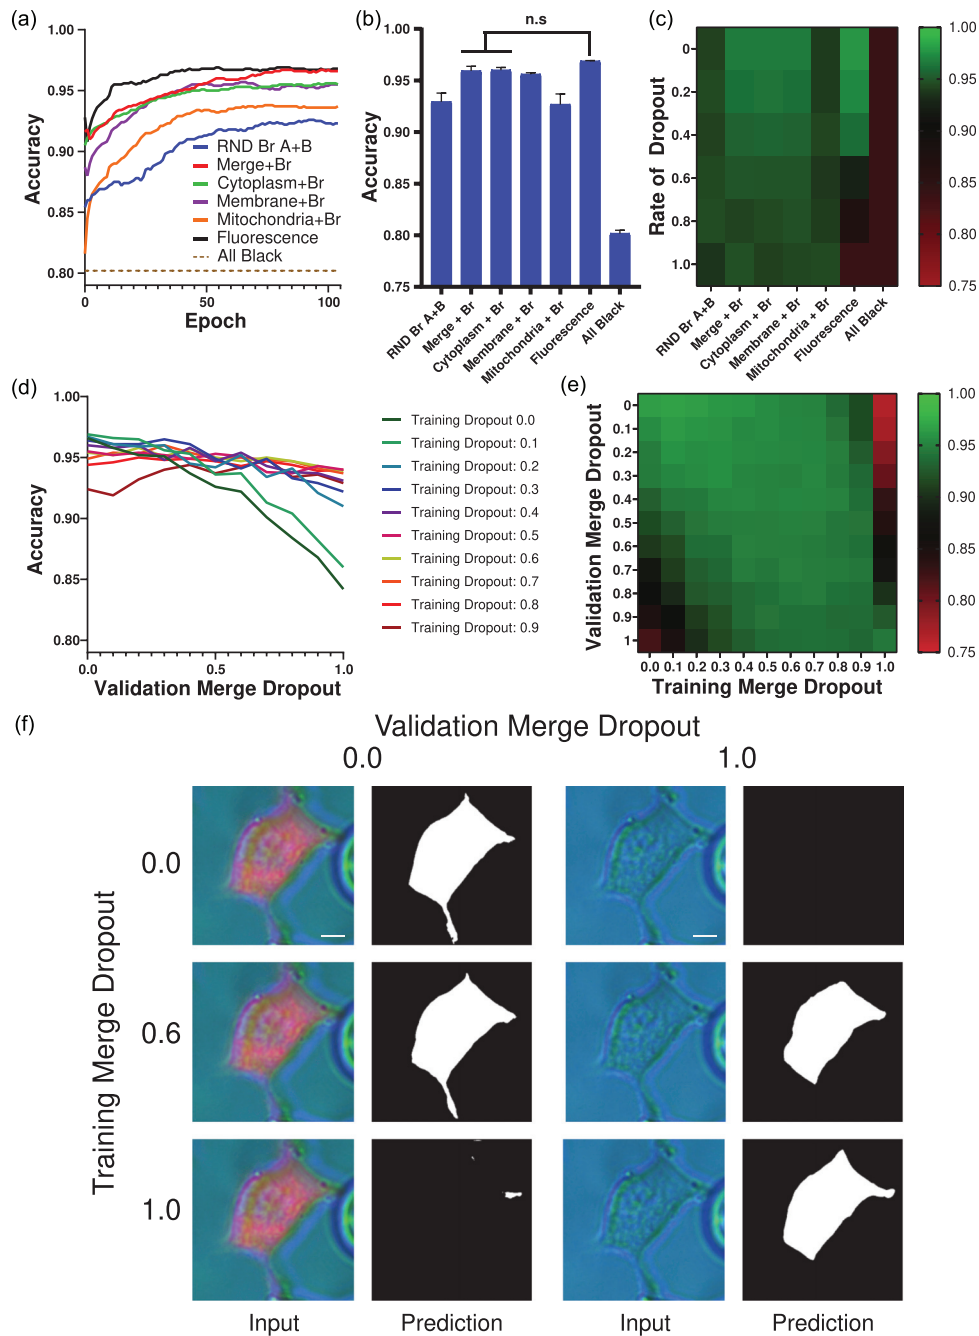 (a)
1.00
0.95
0.90
0.85
0.80
Accuracy
0
50
100
Epoch
RND Br A+B
Merge+Br
Cytoplasm+Br
Membrane+Br
Mitochondria+Br
Fluorescence
All Black
(b)
n.s
1.00
0.95
0.90
0.85
0.80
0.75
Accuracy
RND Br A+B
Merge + Br
Cytoplasm + Br
Membrane + Br
Mitochondria + Br
Fluorescence
All Black
(c)
0
0.2
0.4
0.6
0.8
1.0
Rate of Dropout
RND Br A+B
Merge + Br
Cytoplasm + Br
Membrane + Br
Mitochondria + Br
Fluorescence
All Black
1.00
0.95
0.90
0.85
0.80
0.75
(d)
1.00
0.95
0.90
0.85
0.80
Accuracy
0.0
0.5
1.0
Validation Merge Dropout
Training Dropout 0.0
Training Dropout: 0.1
Training Dropout: 0.2
Training Dropout: 0.3
Training Dropout: 0.4
Training Dropout: 0.5
Training Dropout: 0.6
Training Dropout: 0.7
Training Dropout: 0.8
Training Dropout: 0.9
(e)
0
0.1
0.2
0.3
0.4
0.5
0.6
0.7
0.8
0.9
1
Validation Merge Dropout
0.0 0.1 0.2 0.3 0.4 0.5 0.6 0.7 0.8 0.9 1.0
Training Merge Dropout
1.00
0.95
0.90
0.85
0.80
0.75
(f)
Validation Merge Dropout
0.0 1.0
Training Merge Dropout
0.0
0.6
1.0
Input Prediction Input Prediction